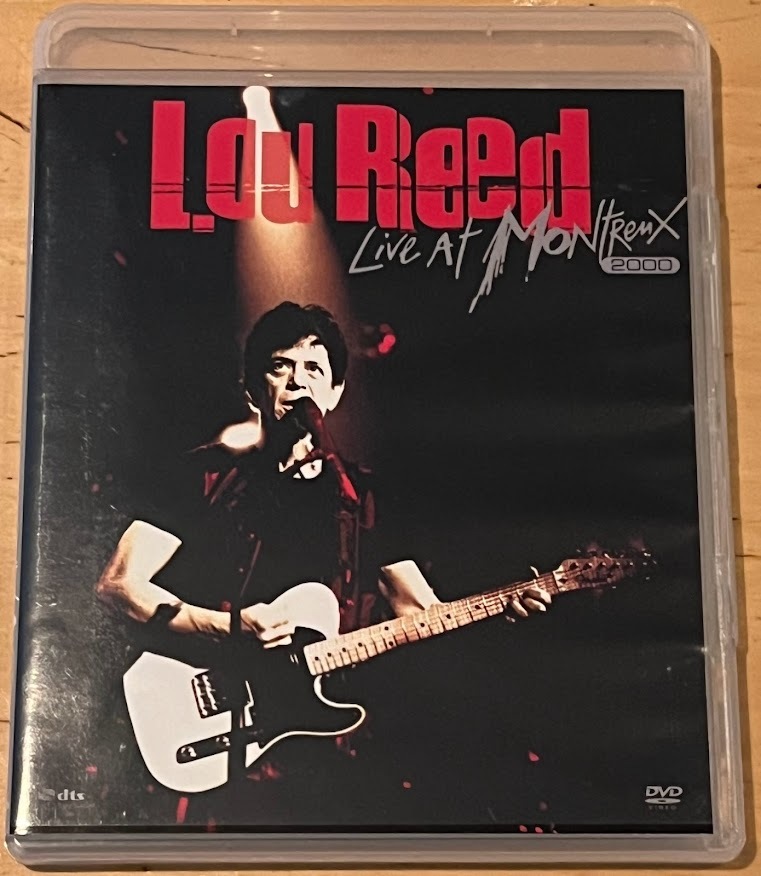 Lou Reed
Live At Montreux
2000
dts
DVD
VIDEO